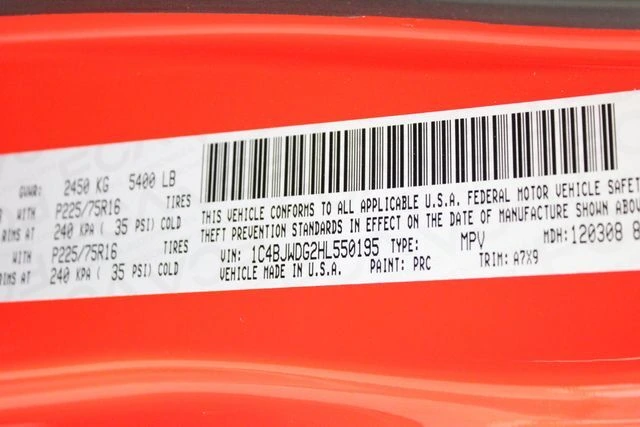 GVWR: 2450 KG 5400 LB
WITH P225/75R16 TIRES
RIMS AT 240 KPA ( 35 PSI) COLD
WITH P225/75R16 TIRES
RIMS AT 240 KPA ( 35 PSI) COLD
THIS VEHICLE CONFORMS TO ALL APPLICABLE U.S.A. FEDERAL MOTOR VEHICLE SAFET
THEFT PREVENTION STANDARDS IN EFFECT ON THE DATE OF MANUFACTURE SHOWN ABOV
VIN: 1C4BJWDG2HL550195 TYPE: MPV MDH: 120308 8
VEHICLE MADE IN U.S.A. PAINT: PRC TRIM: A7X9